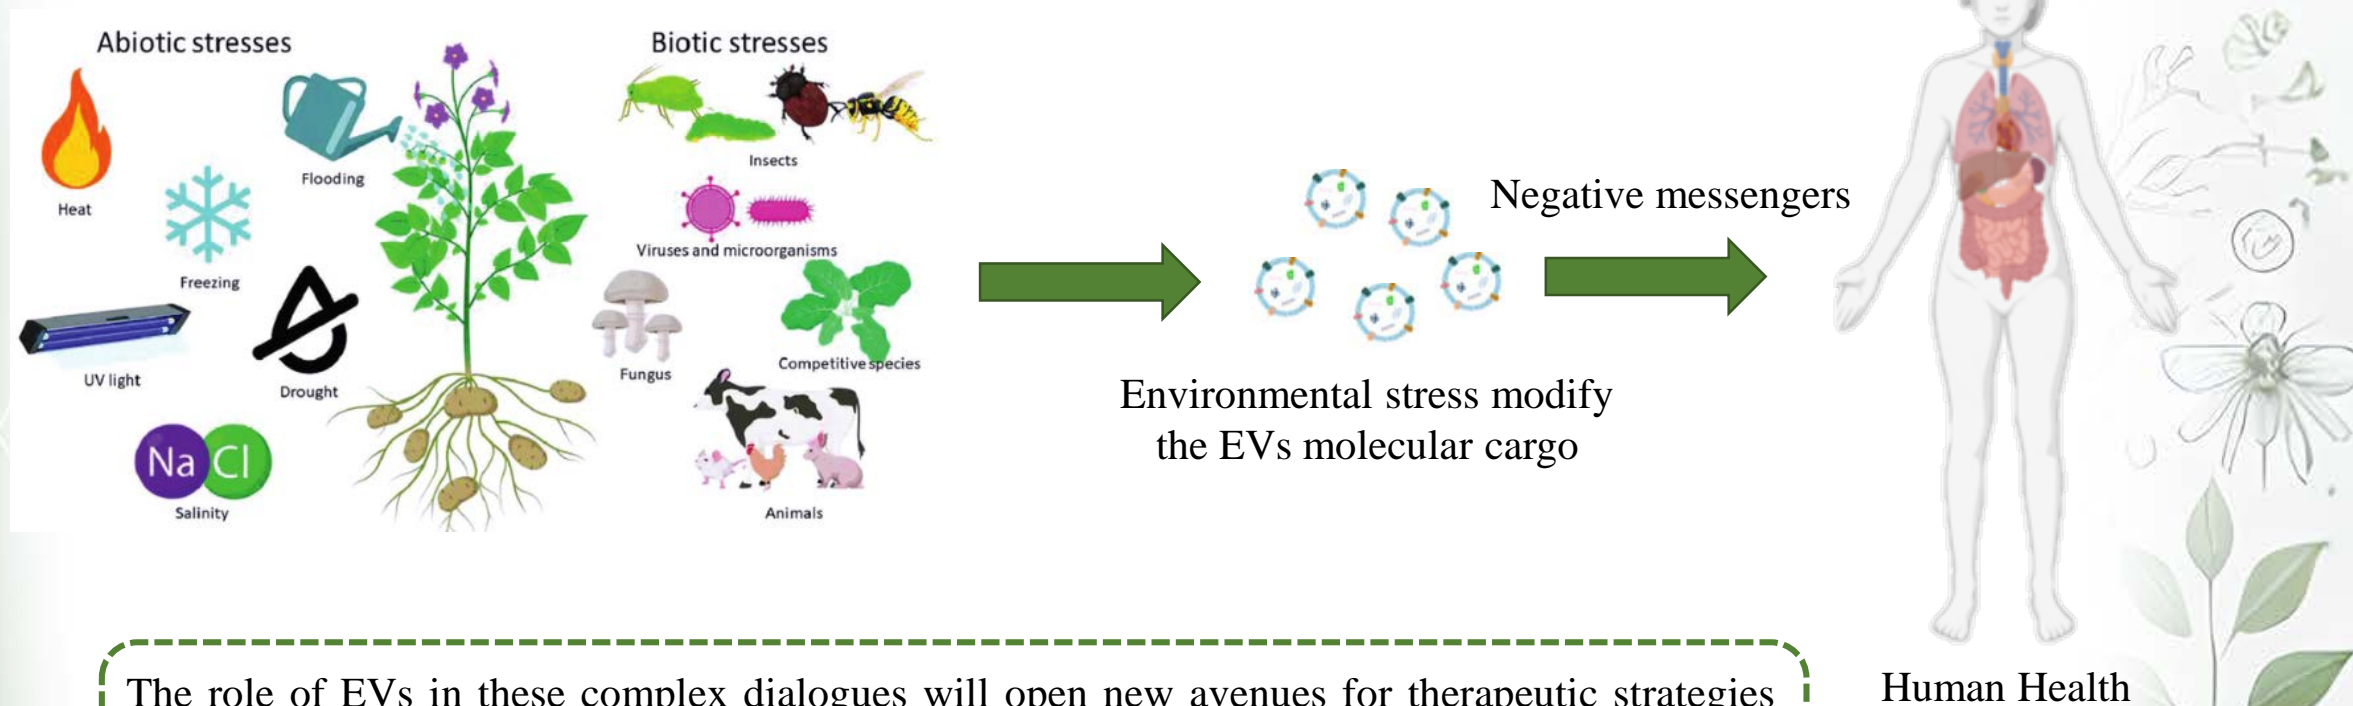 Abiotic stresses
Heat
Flooding
Freezing
UV light
Drought
Na Cl
Salinity
Biotic stresses
Insects
Viruses and microorganisms
Fungus
Competitive species
Animals
Environmental stress modify
the EVs molecular cargo
Negative messengers
Human Health
The role of EVs in these complex dialogues will open new avenues for therapeutic strategies